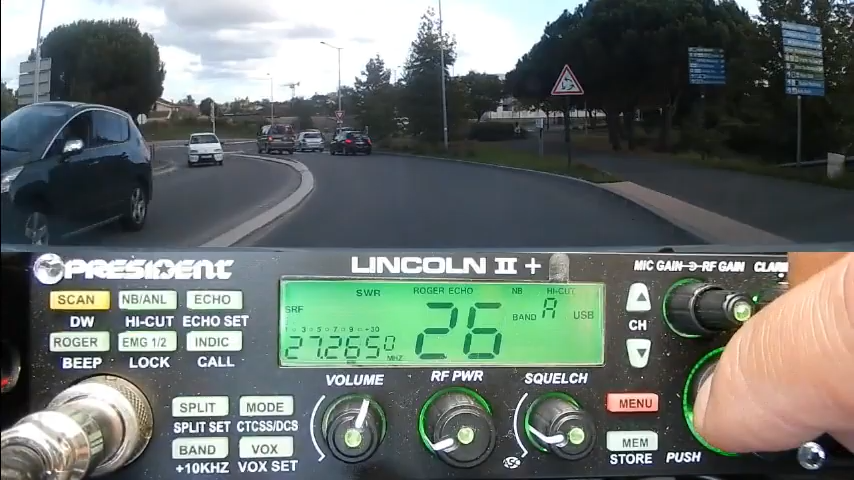 PRESIDENT
LINCOLN II +
MIC GAIN RF GAIN
SCAN
NB/ANL
ECHO
DW
HI-CUT
ECHO SET
ROGER
EMG 1/2
INDIC
BEEP
LOCK
CALL
SWR
ROGER ECHO
NB
HI-CUT
SRF
26
BAND A
USB
27.2650 MHZ
CH
VOLUME
RF PWR
SQUELCH
SPLIT
MODE
SPLIT SET
CTCSS/DCS
BAND
VOX
+10KHZ
VOX SET
MENU
MEM
STORE
PUSH
ASC